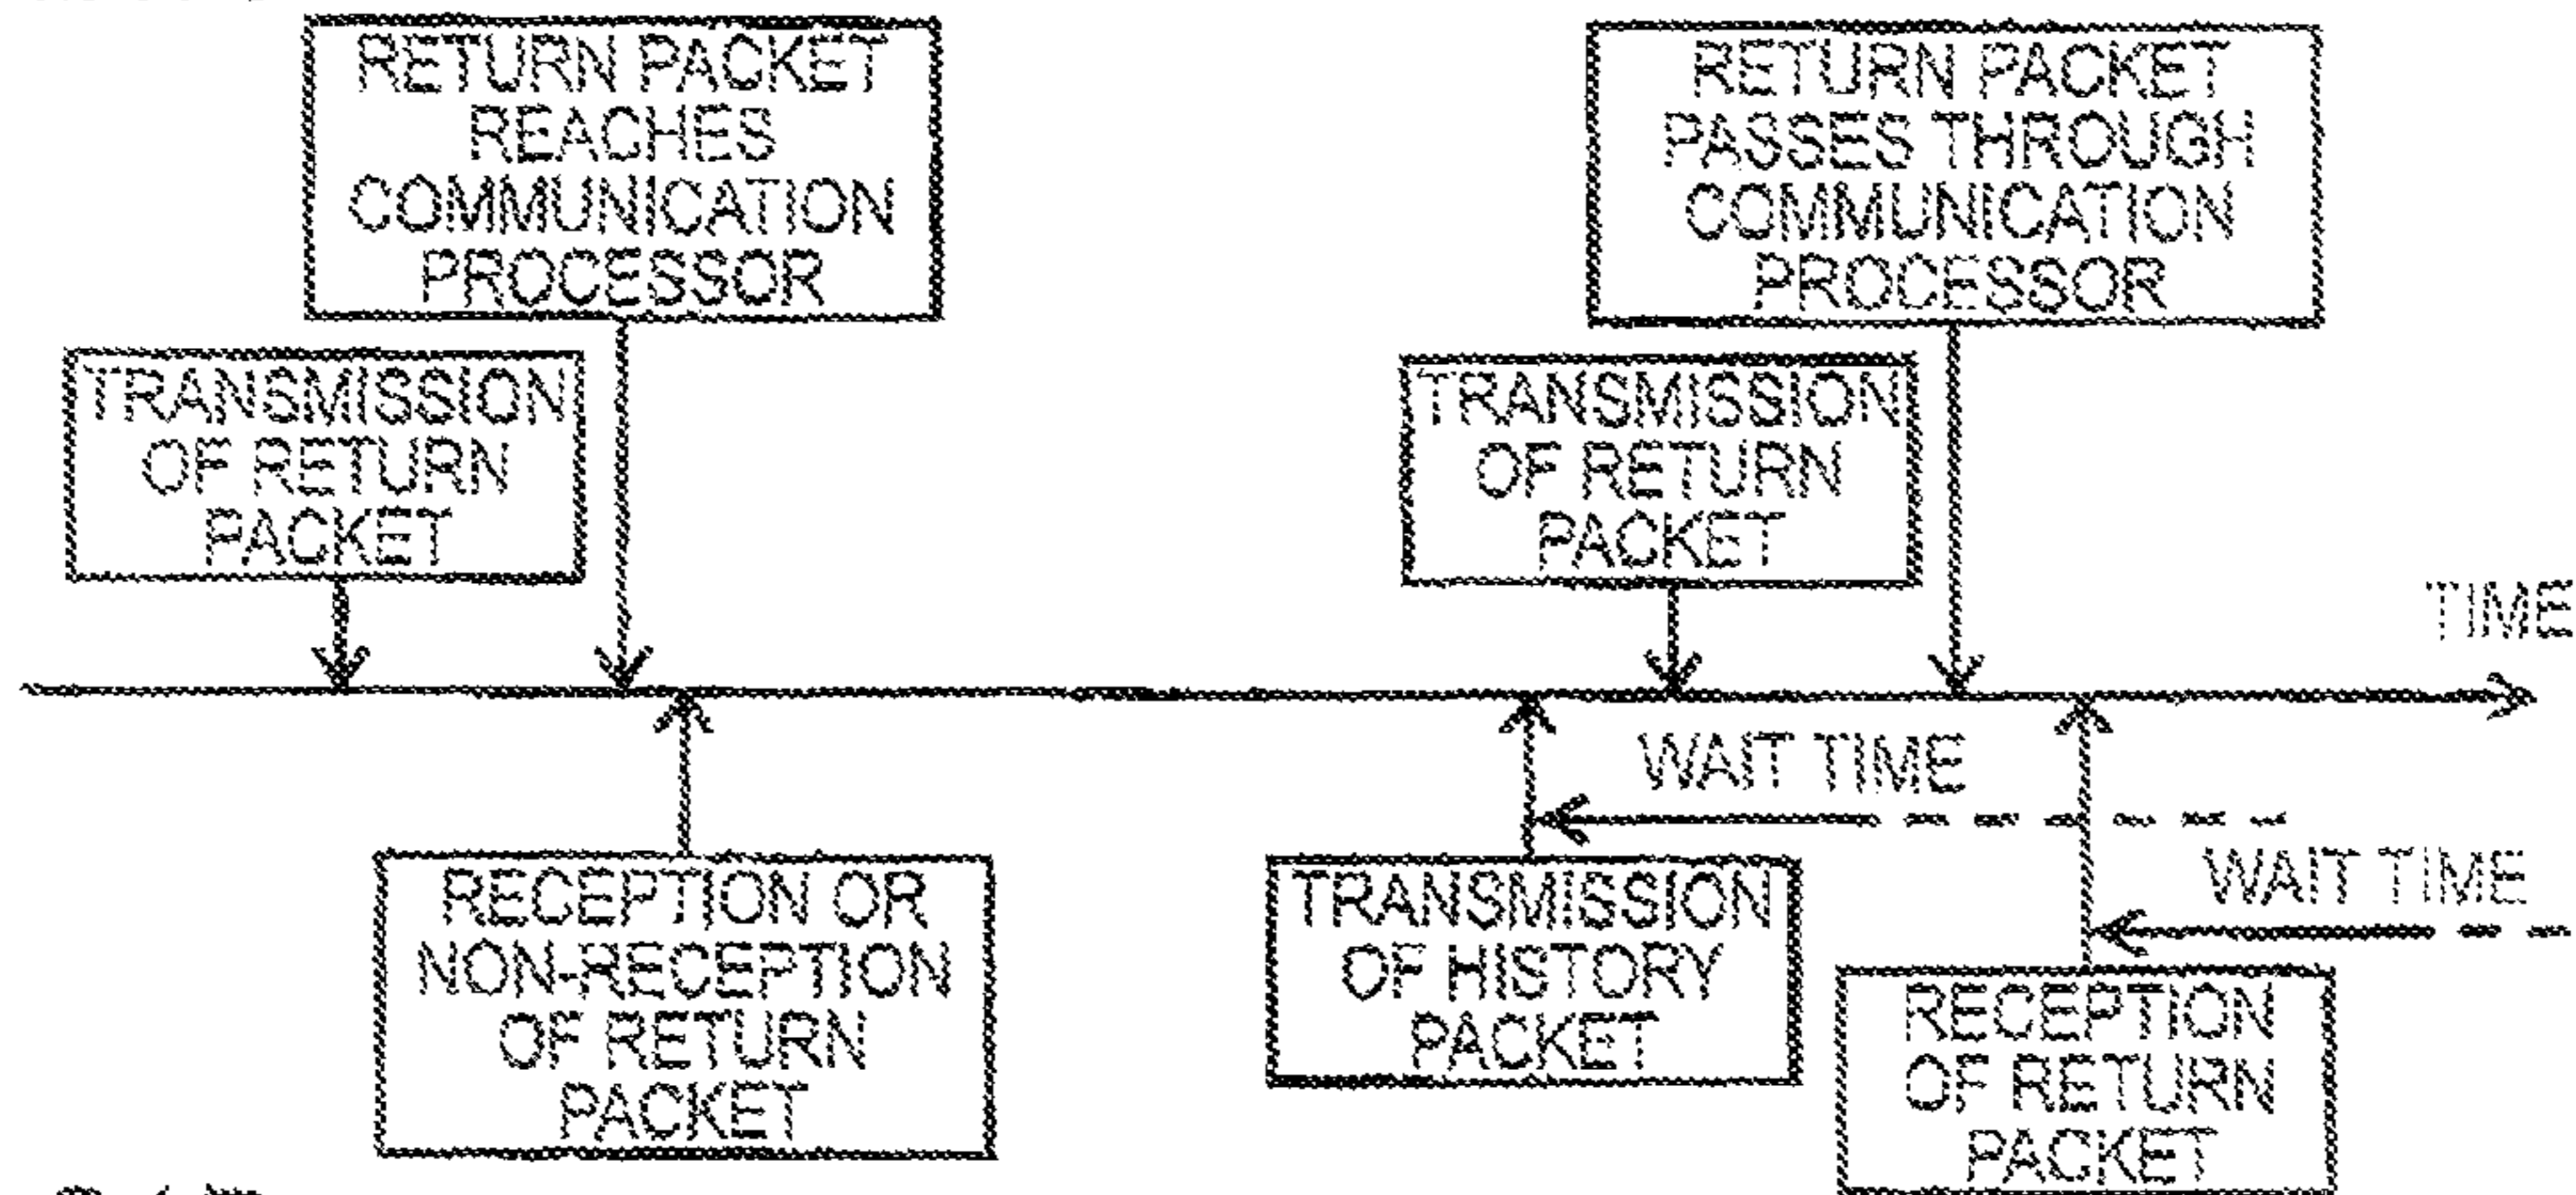 RETURN PACKET
REACHES
COMMUNICATION
PROCESSOR
RETURN PACKET
PASSES THROUGH
COMMUNICATION
PROCESSOR
TRANSMISSION
OF RETURN
PACKET
TRANSMISSION
OF RETURN
PACKET
TIME
WAIT TIME
WAIT TIME
RECEPTION OR
NON-RECEPTION
OF RETURN
PACKET
TRANSMISSION
OF HISTORY
PACKET
RECEPTION
OF RETURN
PACKET